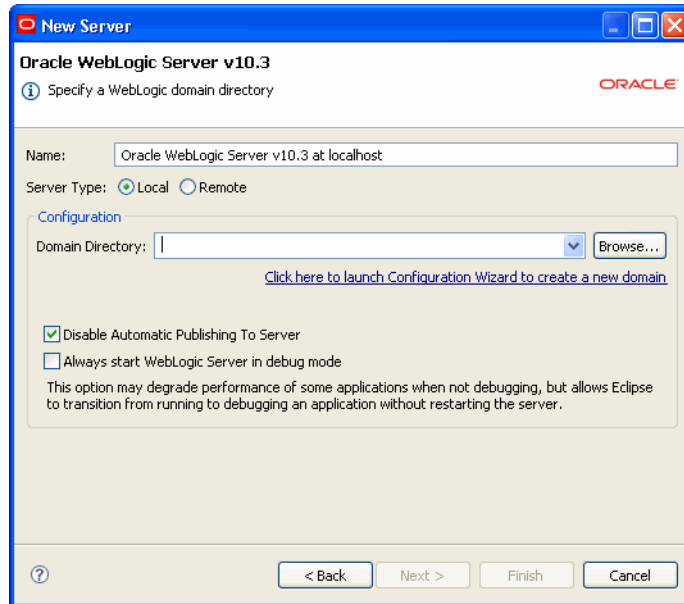 New Server
Oracle WebLogic Server v10.3
Specify a WebLogic domain directory
ORACLE
Name: Oracle WebLogic Server v10.3 at localhost
Server Type: Local Remote
Configuration
Domain Directory: Browse...
Click here to launch Configuration Wizard to create a new domain
Disable Automatic Publishing To Server
Always start WebLogic Server in debug mode
This option may degrade performance of some applications when not debugging, but allows Eclipse
to transition from running to debugging an application without restarting the server.
< Back Next > Finish Cancel